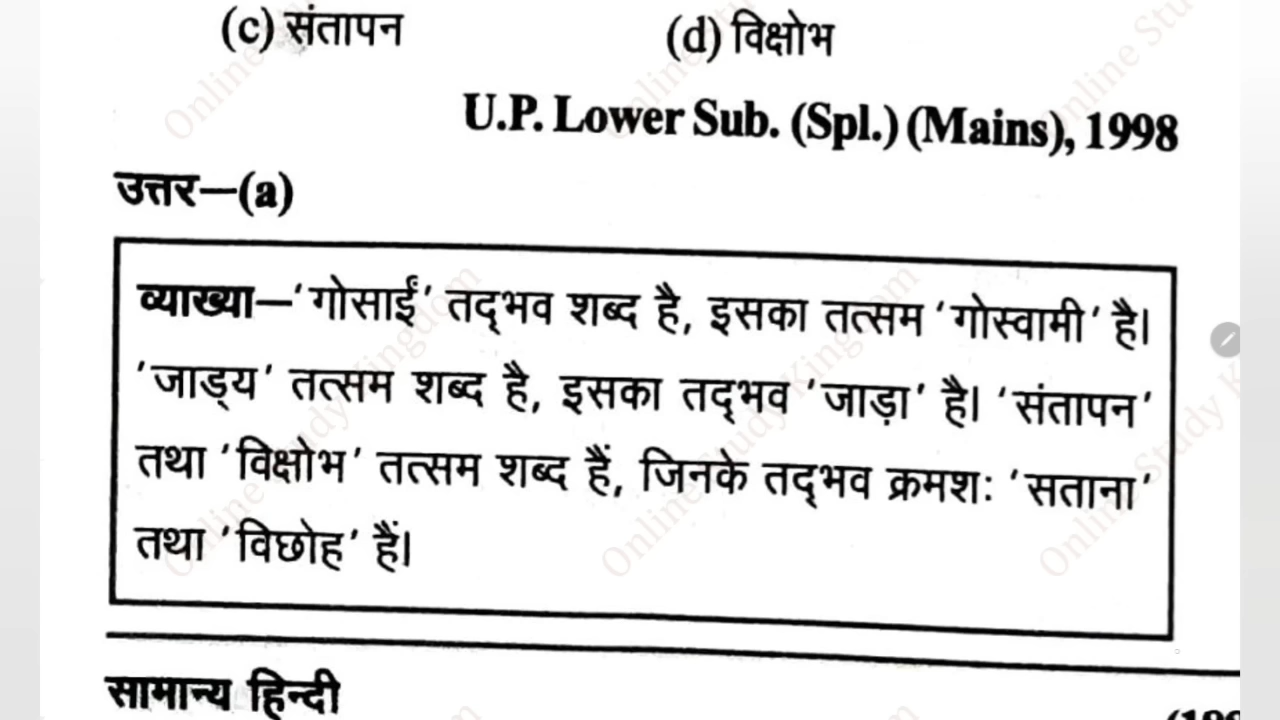 (c) संतापन (d) विक्षोभ
U.P. Lower Sub. (Spl.) (Mains), 1998
उत्तर—(a)
व्याख्या—'गोसाईं' तद्‌भव शब्द है, इसका तत्सम 'गोस्वामी' है।
'जाड्‌य' तत्सम शब्द है, इसका तद्‌भव 'जाड़ा' है। 'संतापन'
तथा 'विक्षोभ' तत्सम शब्द हैं, जिनके तद्‌भव क्रमशः 'सताना'
तथा 'विछोह' हैं।
सामान्य हिन्दी